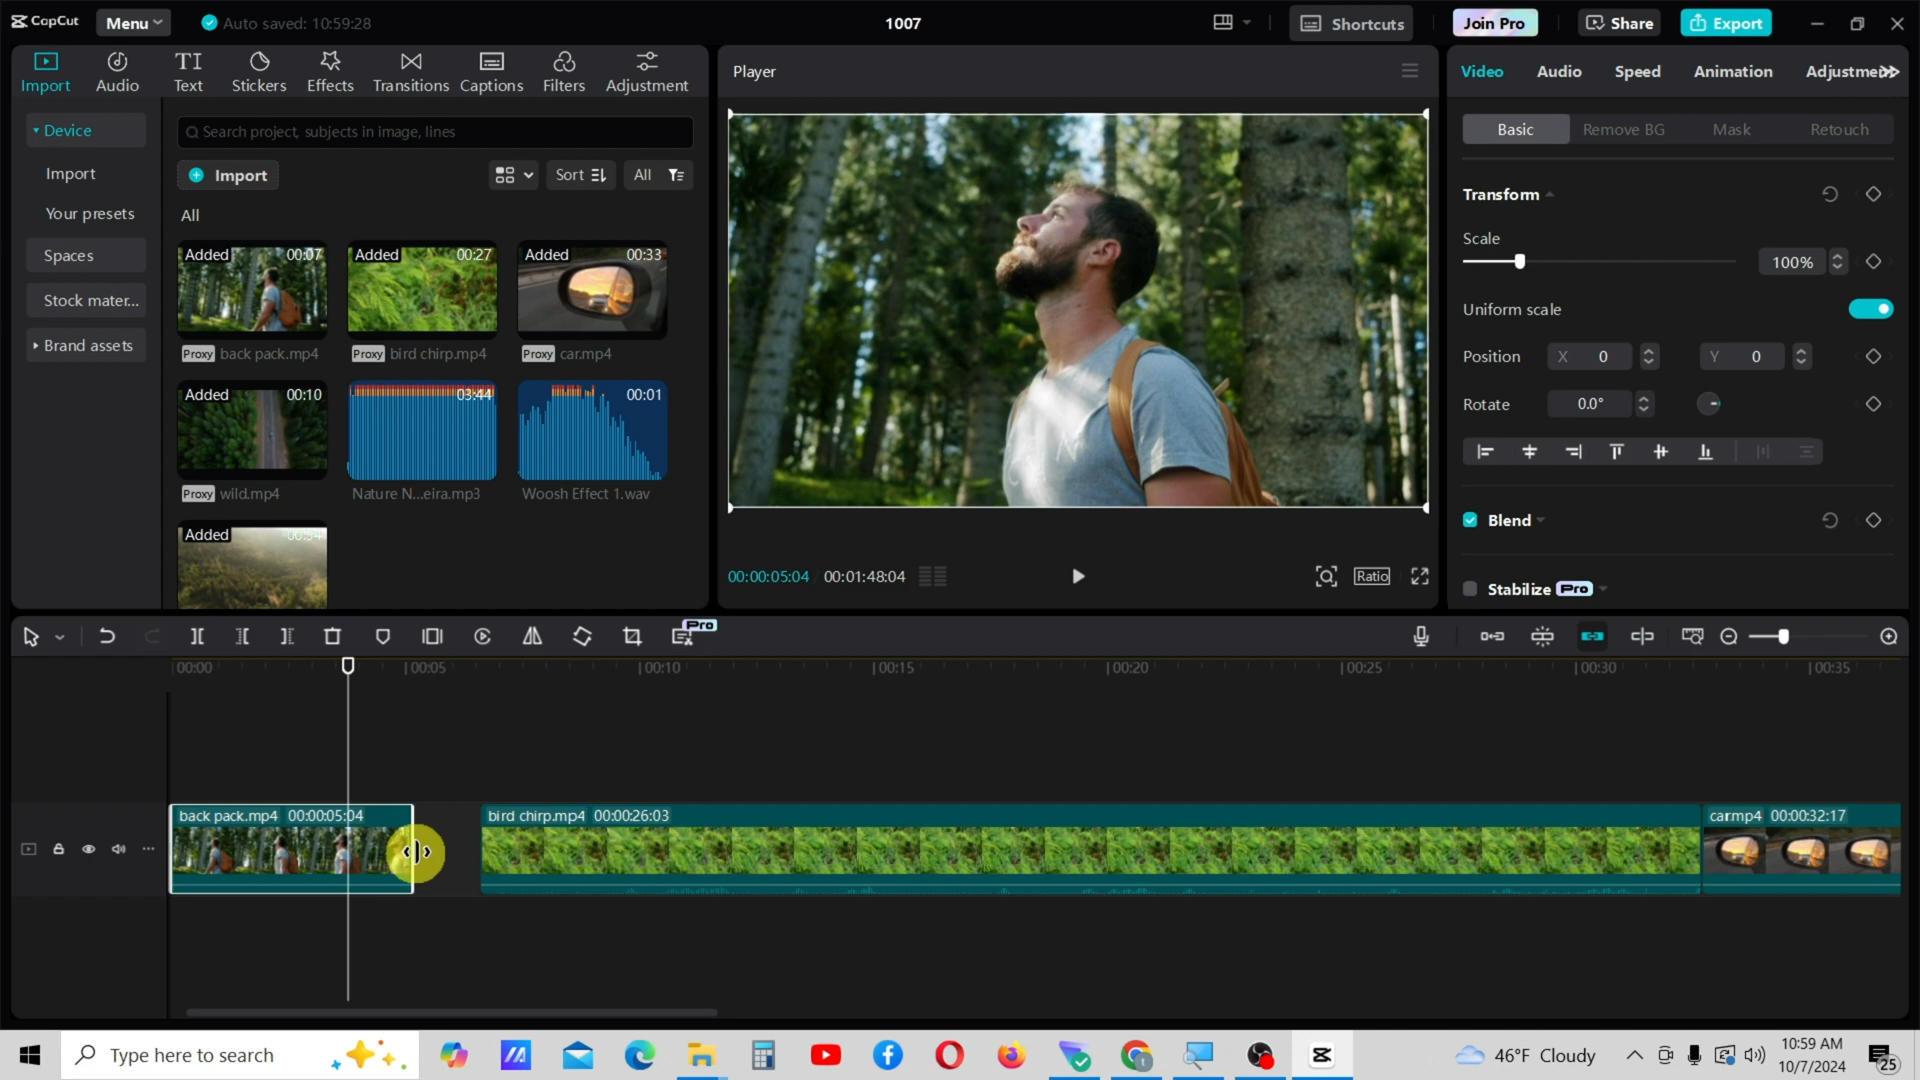 CapCut
Menu
Auto saved: 10:59:28
1007
Shortcuts
Join Pro
Share
Export
Import
Audio
Text
Stickers
Effects
Transitions
Captions
Filters
Adjustment
Device
Import
Your presets
Spaces
Stock mater...
Brand assets
Search project, subjects in image, lines
Import
Sort
All
All
Added 00:07
Proxy back pack.mp4
Added 00:27
Proxy bird chirp.mp4
Added 00:33
Proxy car.mp4
Added 00:10
Proxy wild.mp4
03:44
Nature N...eira.mp3
00:01
Woosh Effect 1.wav
Added
Player
00:00:05:04
00:01:48:04
Ratio
Video
Audio
Speed
Animation
Adjustment
Basic
Remove BG
Mask
Retouch
Transform
Scale
100%
Uniform scale
Position
X 0
Y 0
Rotate
0.0°
Blend
Stabilize Pro
Pro
00:00
00:05
00:10
00:15
00:20
00:25
00:30
00:35
back pack.mp4 00:00:05:04
bird chirp.mp4 00:00:26:03
car.mp4 00:00:32:17
Type here to search
46°F Cloudy
10:59 AM
10/7/2024
25